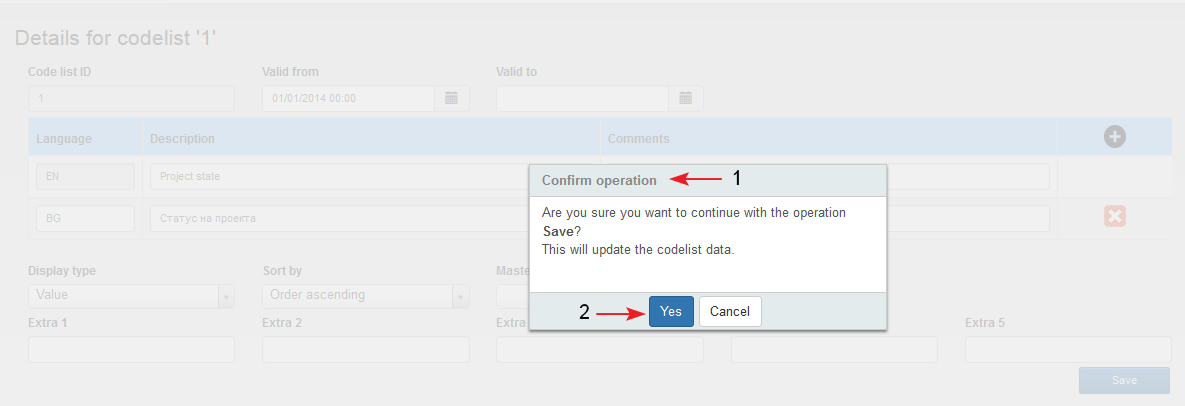 Details for codelist '1'
Code list ID Valid from Valid to
1 01/01/2014 00:00
Language Description Comments
EN Project state
BG Статус на проекта
Confirm operation 1
Are you sure you want to continue with the operation
Save?
This will update the codelist data.
2 Yes Cancel
Display type Sort by Maste
Value Order ascending
Extra 1 Extra 2 Extra Extra 5
Save